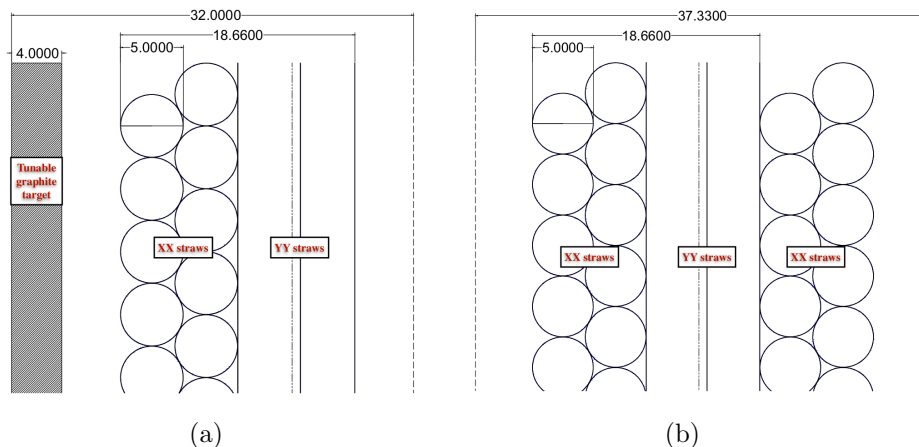 32.0000
18.6600
4.0000
5.0000
Tunable
graphite
target
XX straws
YY straws
(a)
37.3300
18.6600
5.0000
XX straws
YY straws
XX straws
(b)